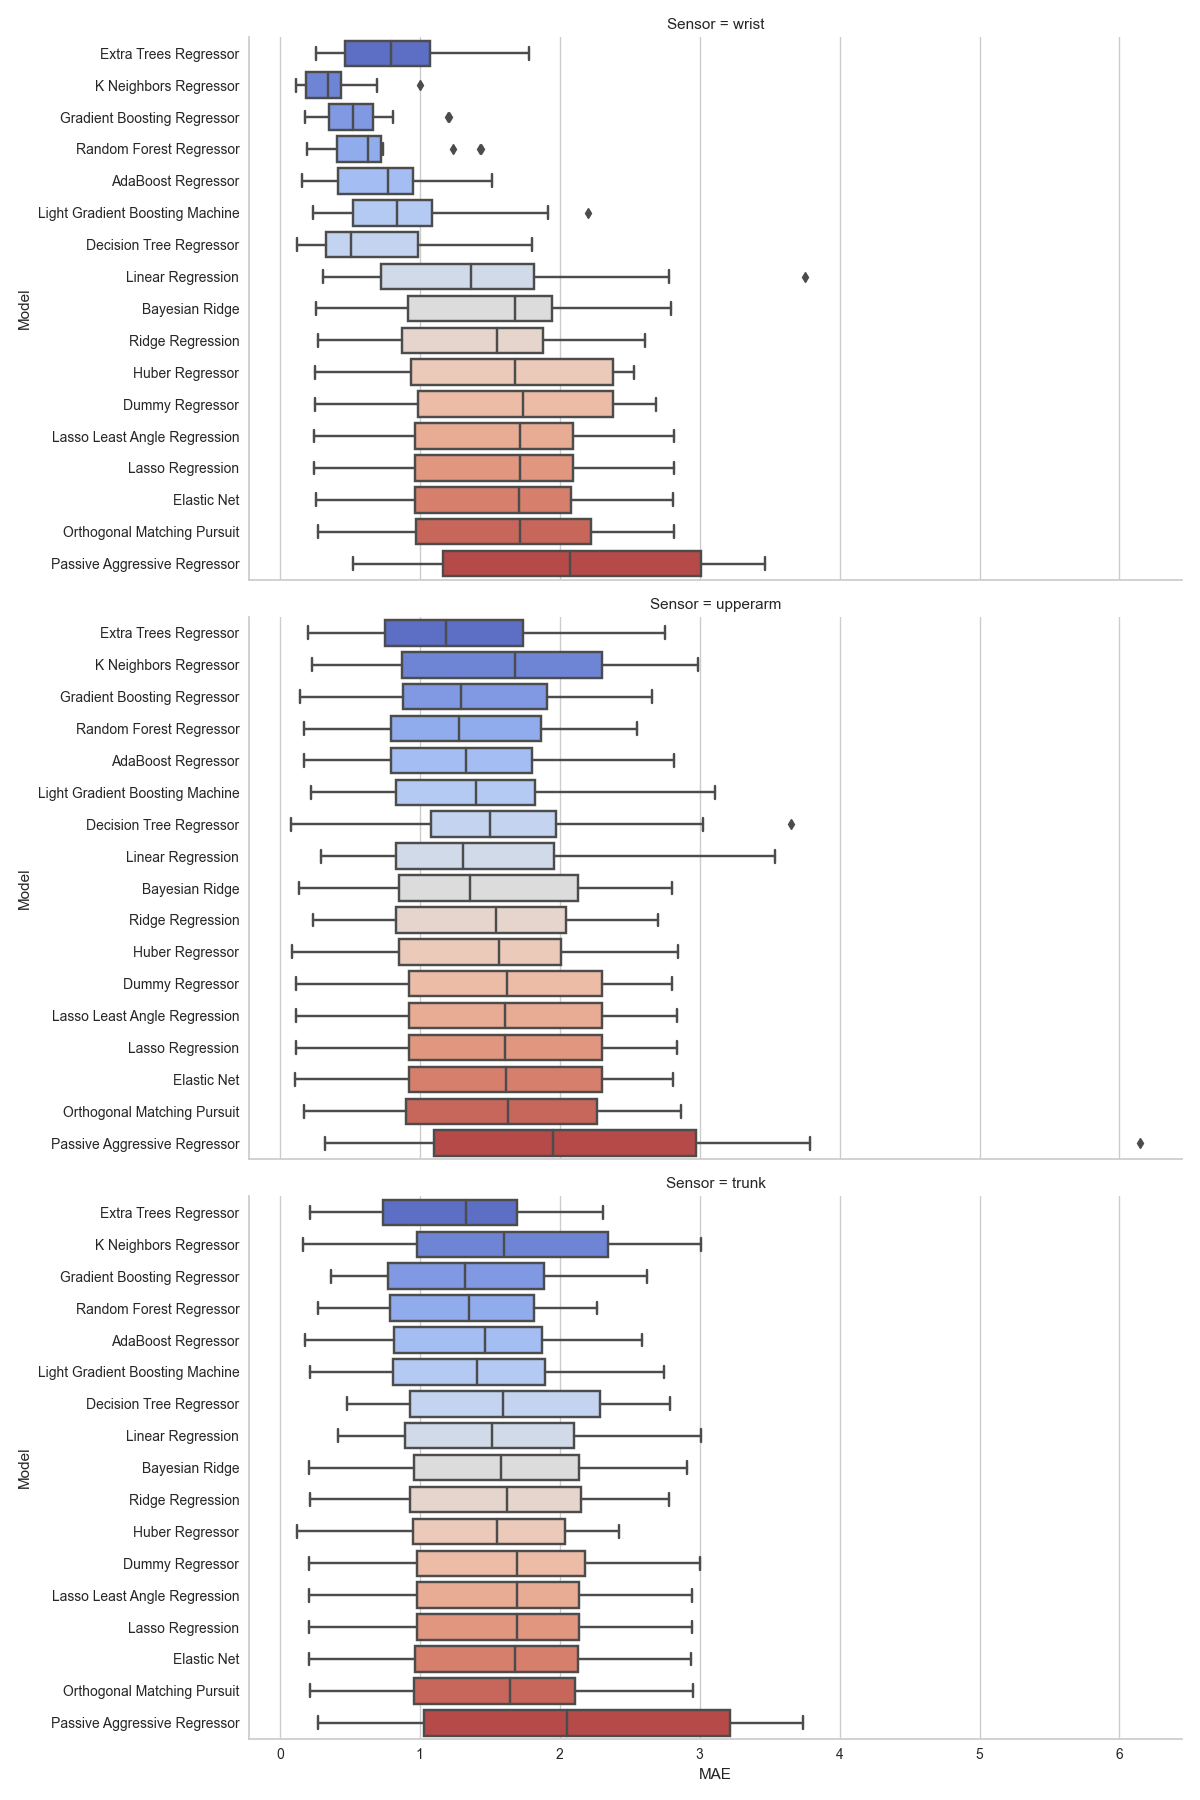 Sensor = wrist
Model
Extra Trees Regressor
K Neighbors Regressor
Gradient Boosting Regressor
Random Forest Regressor
AdaBoost Regressor
Light Gradient Boosting Machine
Decision Tree Regressor
Linear Regression
Bayesian Ridge
Ridge Regression
Huber Regressor
Dummy Regressor
Lasso Least Angle Regression
Lasso Regression
Elastic Net
Orthogonal Matching Pursuit
Passive Aggressive Regressor
Sensor = upperarm
Model
Extra Trees Regressor
K Neighbors Regressor
Gradient Boosting Regressor
Random Forest Regressor
AdaBoost Regressor
Light Gradient Boosting Machine
Decision Tree Regressor
Linear Regression
Bayesian Ridge
Ridge Regression
Huber Regressor
Dummy Regressor
Lasso Least Angle Regression
Lasso Regression
Elastic Net
Orthogonal Matching Pursuit
Passive Aggressive Regressor
Sensor = trunk
Model
Extra Trees Regressor
K Neighbors Regressor
Gradient Boosting Regressor
Random Forest Regressor
AdaBoost Regressor
Light Gradient Boosting Machine
Decision Tree Regressor
Linear Regression
Bayesian Ridge
Ridge Regression
Huber Regressor
Dummy Regressor
Lasso Least Angle Regression
Lasso Regression
Elastic Net
Orthogonal Matching Pursuit
Passive Aggressive Regressor
0 1 2 3 4 5 6
MAE